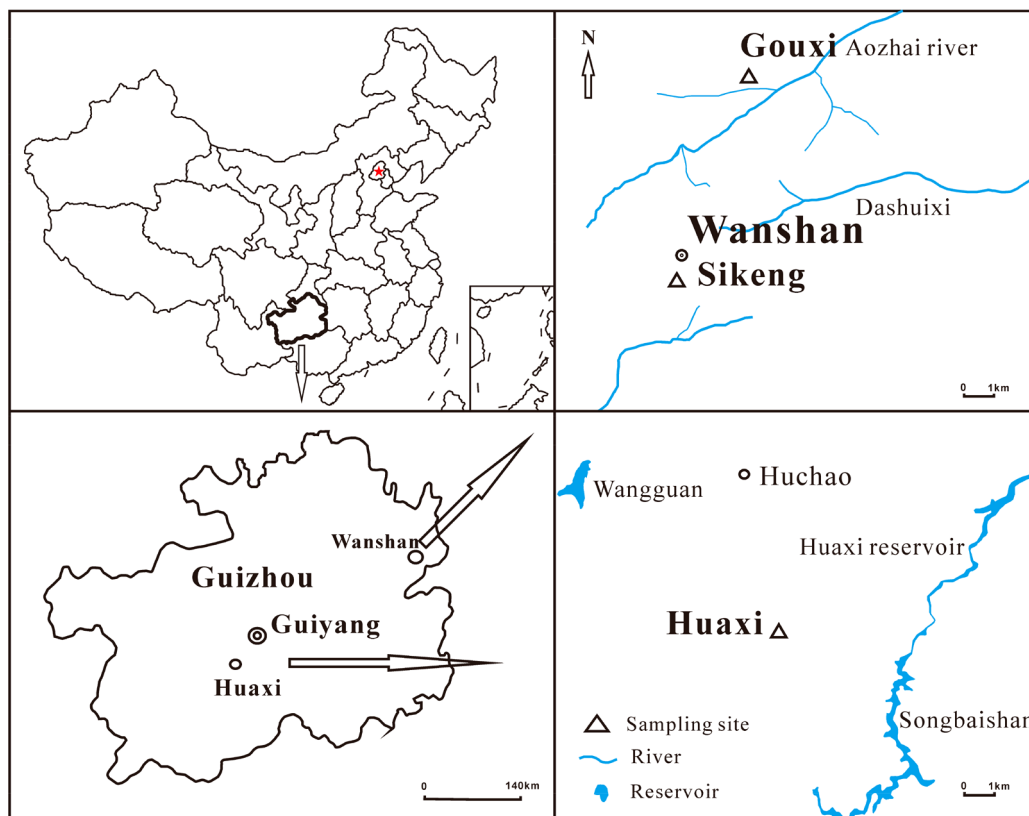 N
Gouxi
Aozhai river
Dashuixi
Wanshan
Sikeng
0 1km
Wanshan
Guizhou
Guiyang
Huaxi
0 140km
Wangguan
Huchao
Huaxi reservoir
Huaxi
Songbaishan
Sampling site
River
Reservoir
0 1km